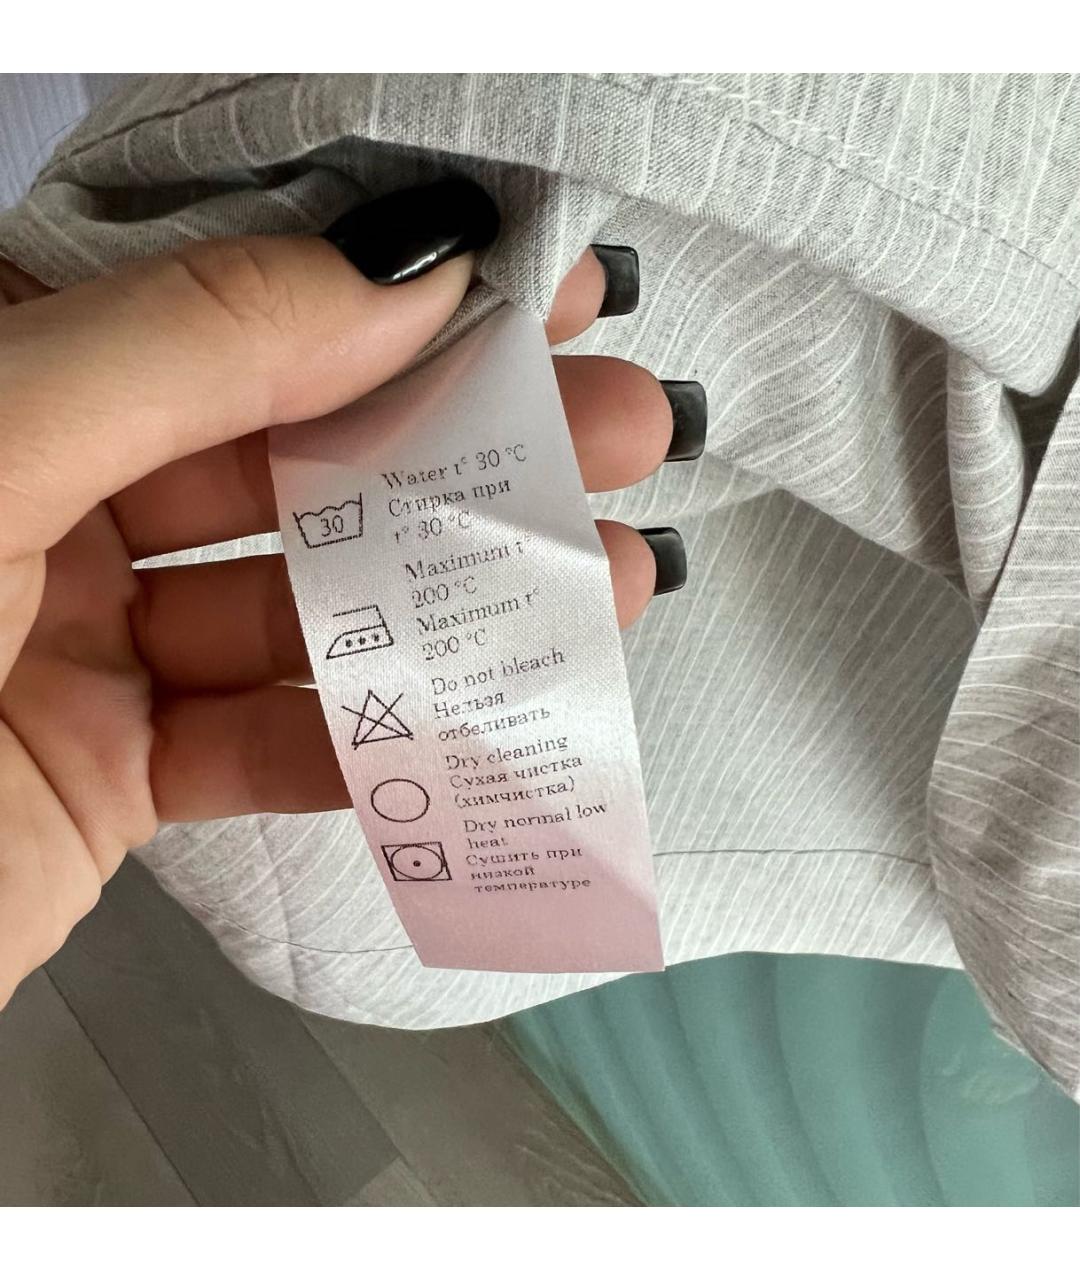 30
Water t° 30 °C
Стирка при
t° 30 °C
Maximum t°
200 °C
Maximum t°
200 °C
Do not bleach
Нельзя
отбеливать
Dry cleaning
Сухая чистка
(химчистка)
Dry normal low
heat
Сушить при
низкой
температуре